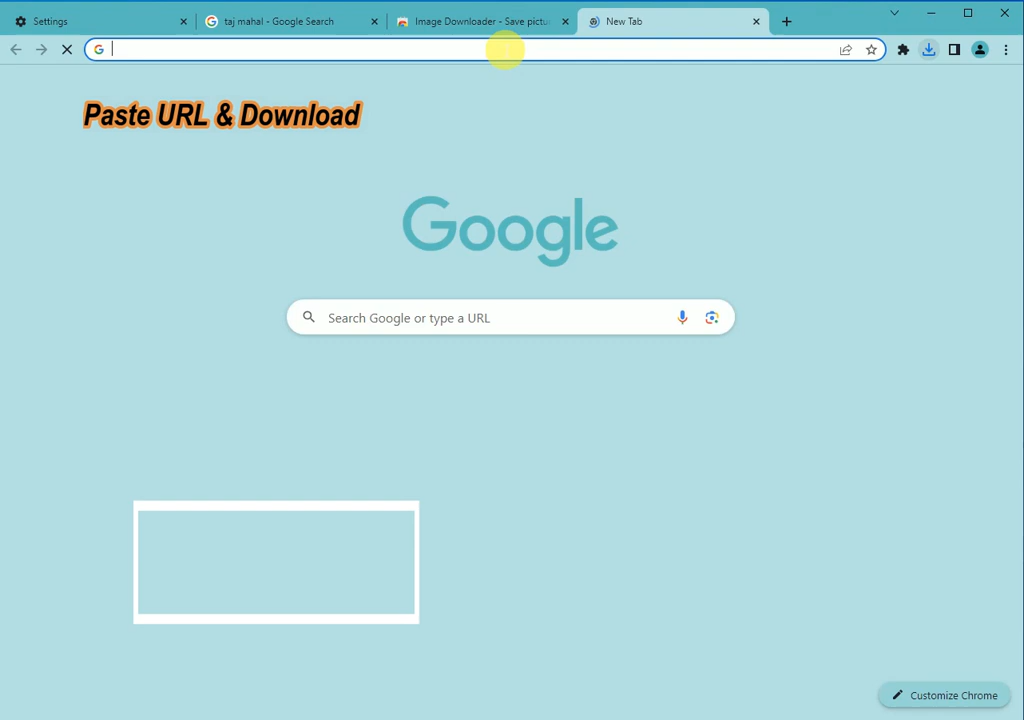 Settings
taj mahal - Google Search
Image Downloader - Save pictu
New Tab
Paste URL & Download
Google
Search Google or type a URL
Customize Chrome